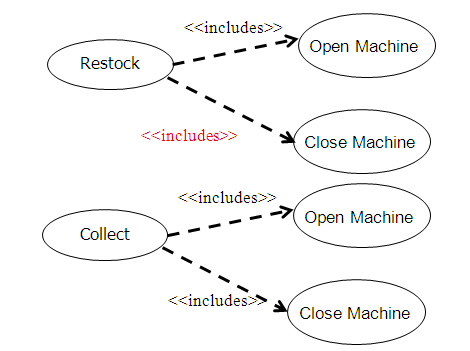 <<includes>>
Open Machine
Restock
<<includes>>
Close Machine
<<includes>>
Open Machine
Collect
<<includes>>
Close Machine